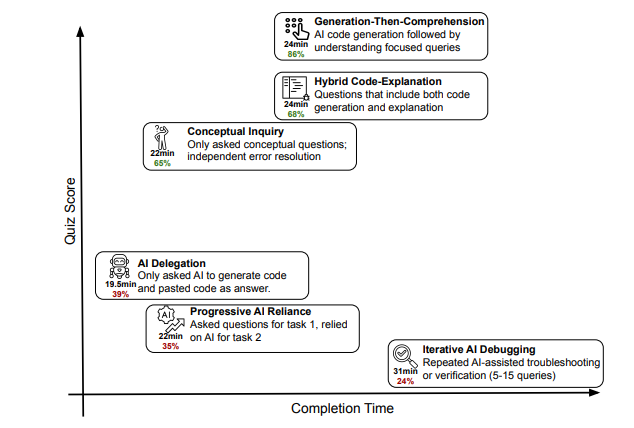 Generation-Then-Comprehension
AI code generation followed by
understanding focused queries
24min
86%
Hybrid Code-Explanation
Questions that include both code
generation and explanation
24min
68%
Conceptual Inquiry
Only asked conceptual questions;
independent error resolution
22min
65%
Quiz Score
AI Delegation
Only asked AI to generate code
and pasted code as answer.
19.5min
39%
AI
Progressive AI Reliance
Asked questions for task 1, relied
on AI for task 2
22min
35%
Iterative AI Debugging
Repeated AI-assisted troubleshooting
or verification (5-15 queries)
31min
24%
Completion Time